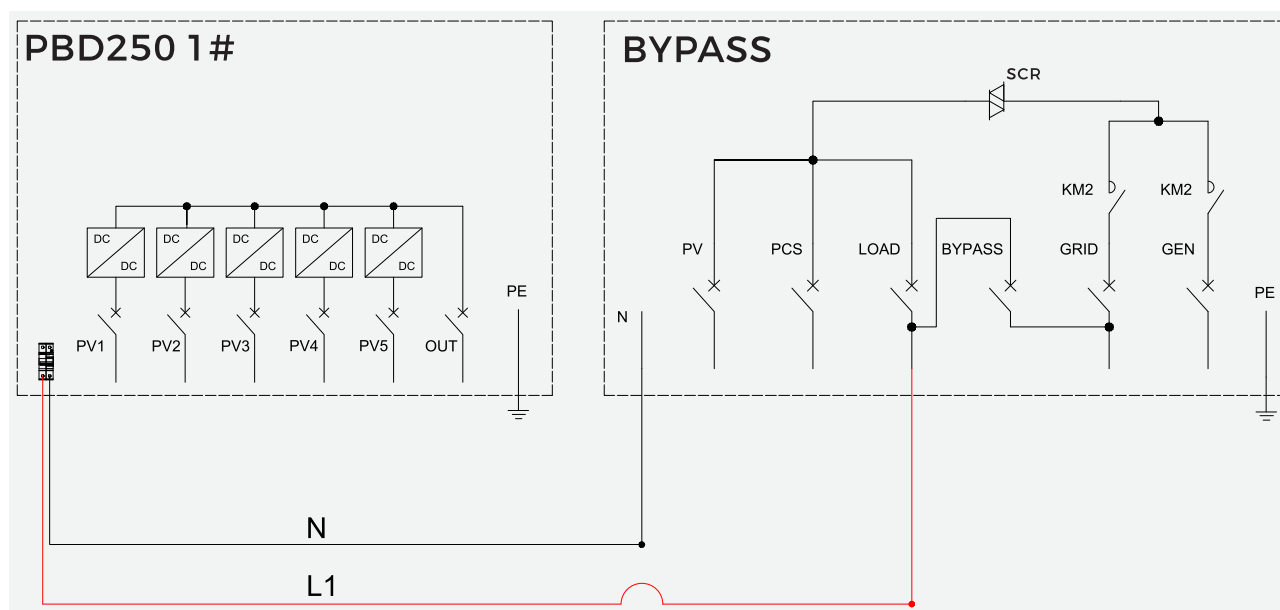 PBD250 1#
BYPASS
SCR
KM2 KM2
DC DC DC DC DC
DC DC DC DC DC
PV PCS LOAD BYPASS GRID GEN
PE
PE
N
PV1 PV2 PV3 PV4 PV5 OUT
N
L1